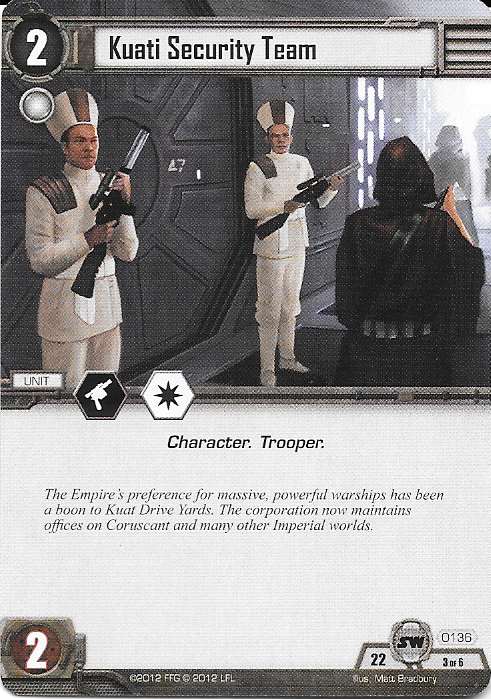 2
Kuati Security Team
UNIT
Character. Trooper.
The Empire's preference for massive, powerful warships has been
a boon to Kuat Drive Yards. The corporation now maintains
offices on Coruscant and many other Imperial worlds.
2
SW
0136
22
3 OF 6
©2012 FFG © 2012 LFL
Illus. Matt Bradbury